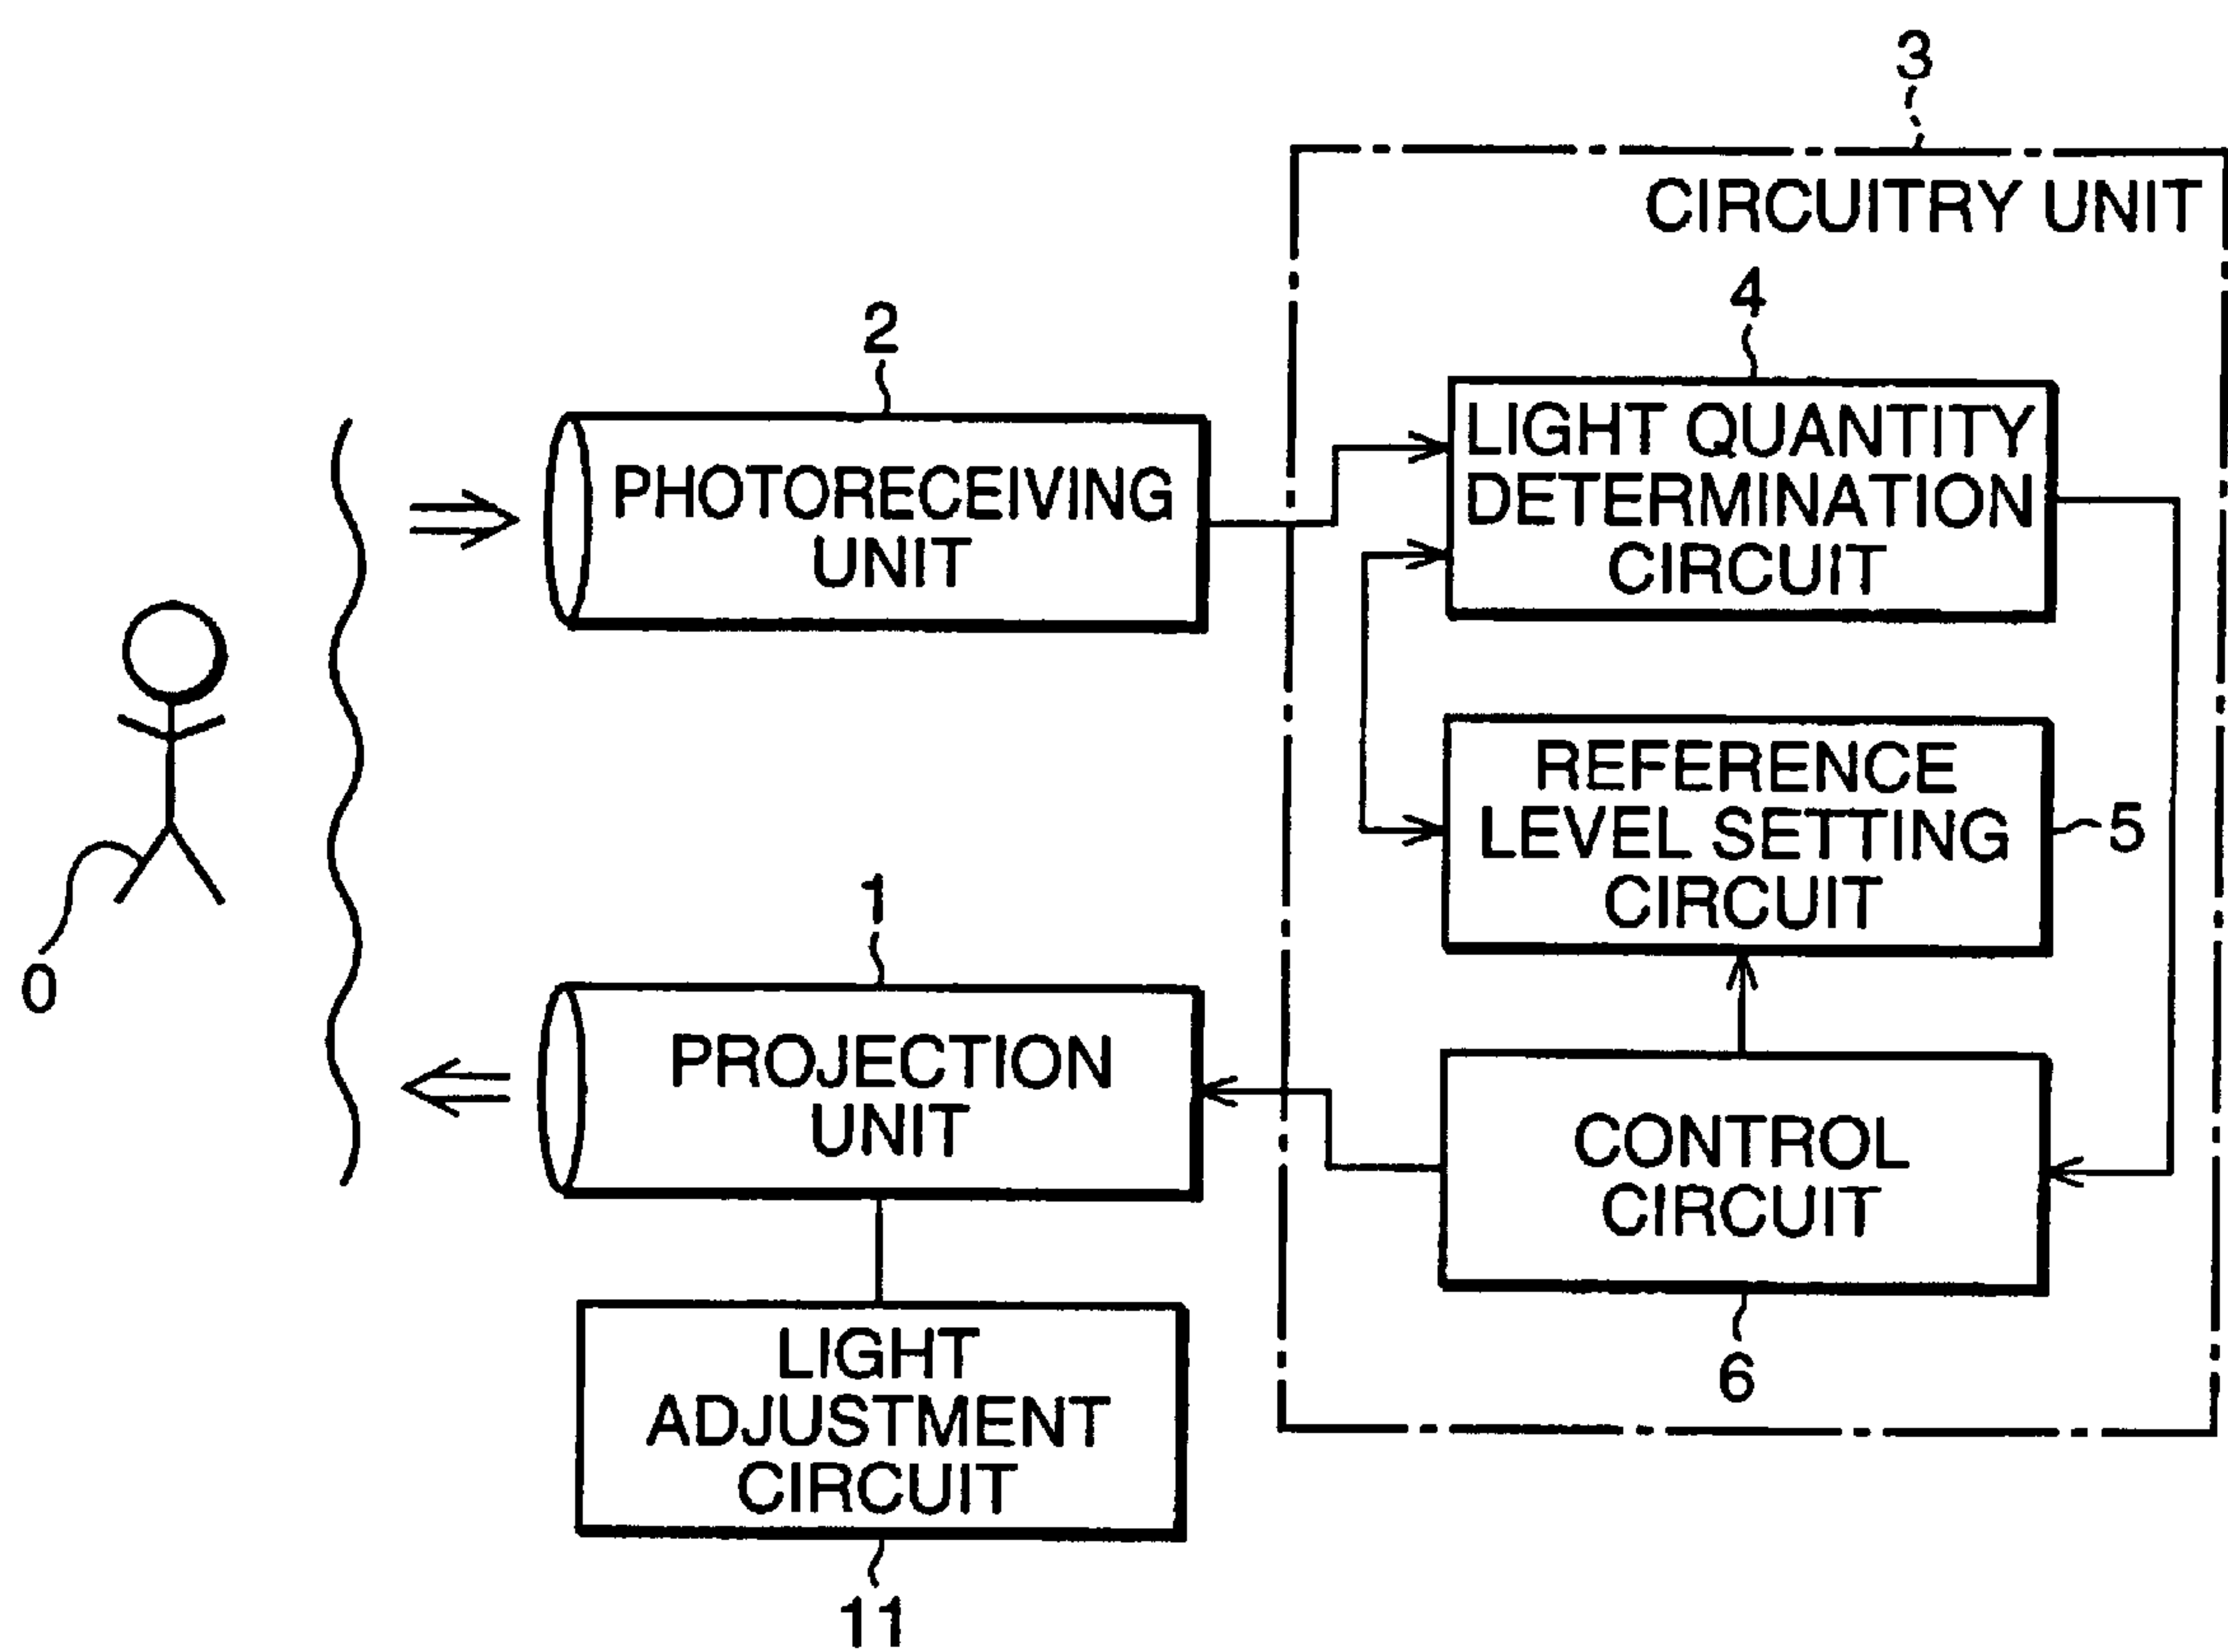 3
CIRCUITRY UNIT
4
2
LIGHT QUANTITY
DETERMINATION
CIRCUIT
PHOTORECEIVING
UNIT
REFERENCE
LEVEL SETTING
CIRCUIT
5
0
1
PROJECTION
UNIT
CONTROL
CIRCUIT
6
LIGHT
ADJUSTMENT
CIRCUIT
11